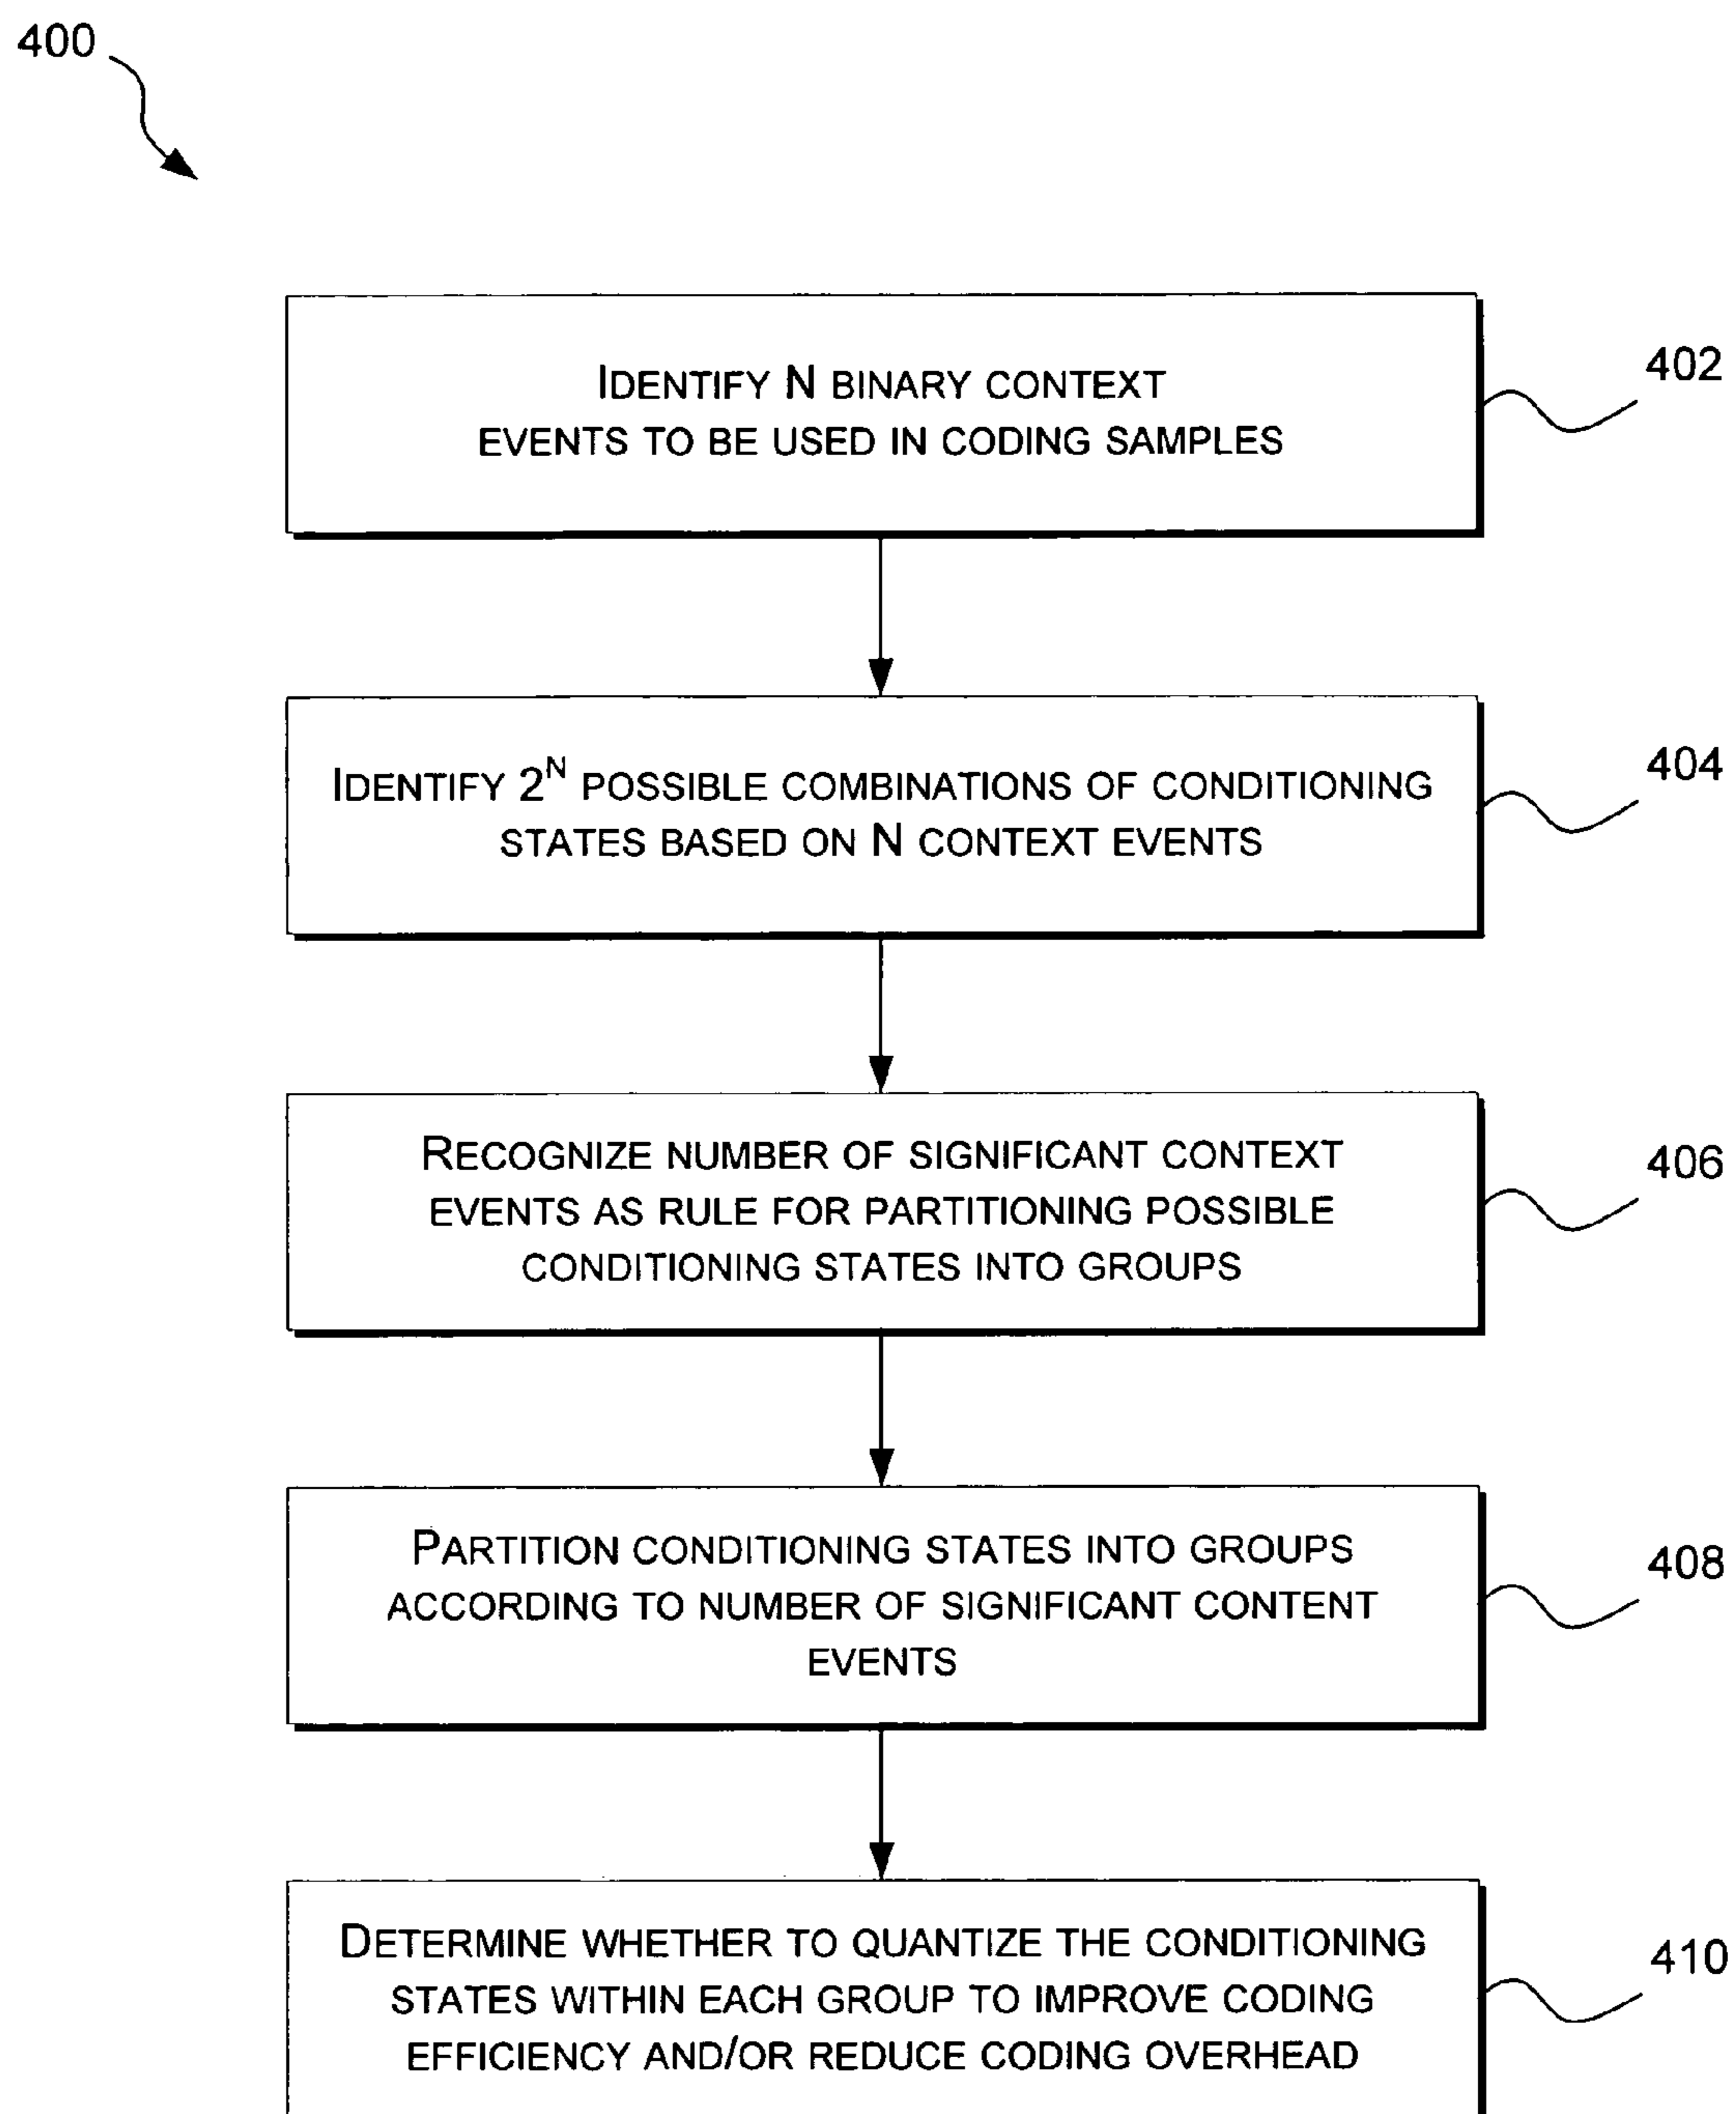 400
IDENTIFY N BINARY CONTEXT
EVENTS TO BE USED IN CODING SAMPLES
402
IDENTIFY 2^N POSSIBLE COMBINATIONS OF CONDITIONING
STATES BASED ON N CONTEXT EVENTS
404
RECOGNIZE NUMBER OF SIGNIFICANT CONTEXT
EVENTS AS RULE FOR PARTITIONING POSSIBLE
CONDITIONING STATES INTO GROUPS
406
PARTITION CONDITIONING STATES INTO GROUPS
ACCORDING TO NUMBER OF SIGNIFICANT CONTENT
EVENTS
408
DETERMINE WHETHER TO QUANTIZE THE CONDITIONING
STATES WITHIN EACH GROUP TO IMPROVE CODING
EFFICIENCY AND/OR REDUCE CODING OVERHEAD
410